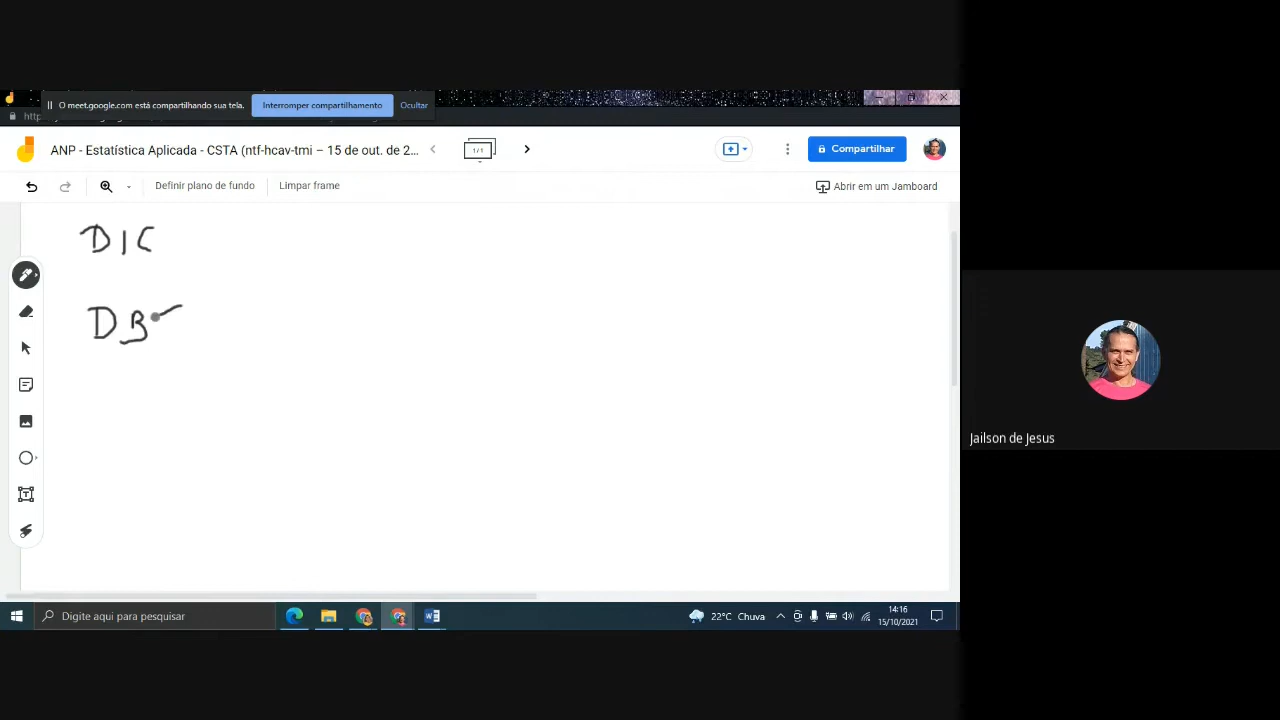 O meet.google.com está compartilhando sua tela.
Interromper compartilhamento
Ocultar
ANP - Estatística Aplicada - CSTA (ntf-hcav-tmi – 15 de out. de 2...
1/1
Compartilhar
Definir plano de fundo
Limpar frame
Abrir em um Jamboard
DIC
DB
Jailson de Jesus
Digite aqui para pesquisar
22°C Chuva
14:16
15/10/2021